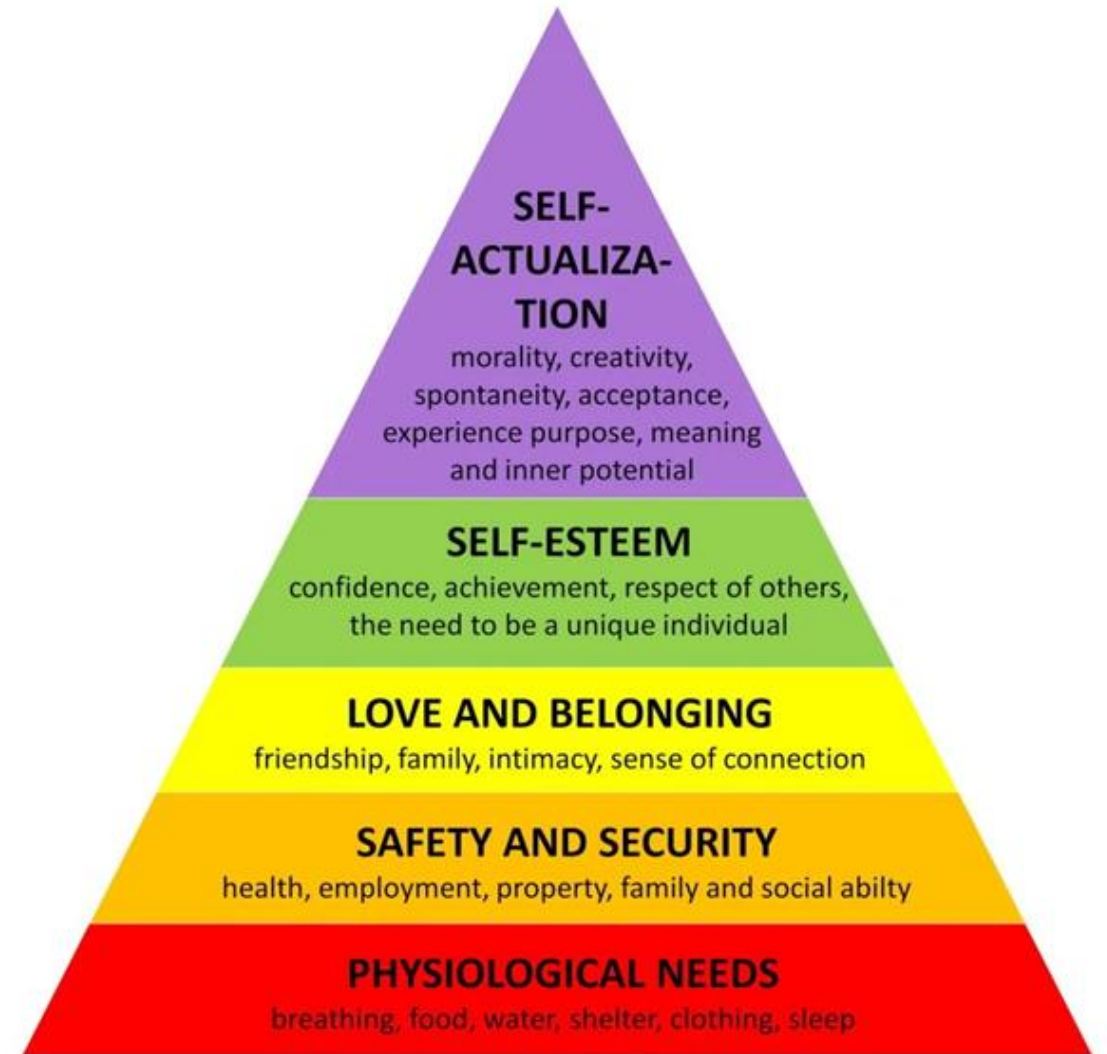 SELF-
ACTUALIZA-
TION
morality, creativity,
spontaneity, acceptance,
experience purpose, meaning
and inner potential
SELF-ESTEEM
confidence, achievement, respect of others,
the need to be a unique individual
LOVE AND BELONGING
friendship, family, intimacy, sense of connection
SAFETY AND SECURITY
health, employment, property, family and social abilty
PHYSIOLOGICAL NEEDS
breathing, food, water, shelter, clothing, sleep